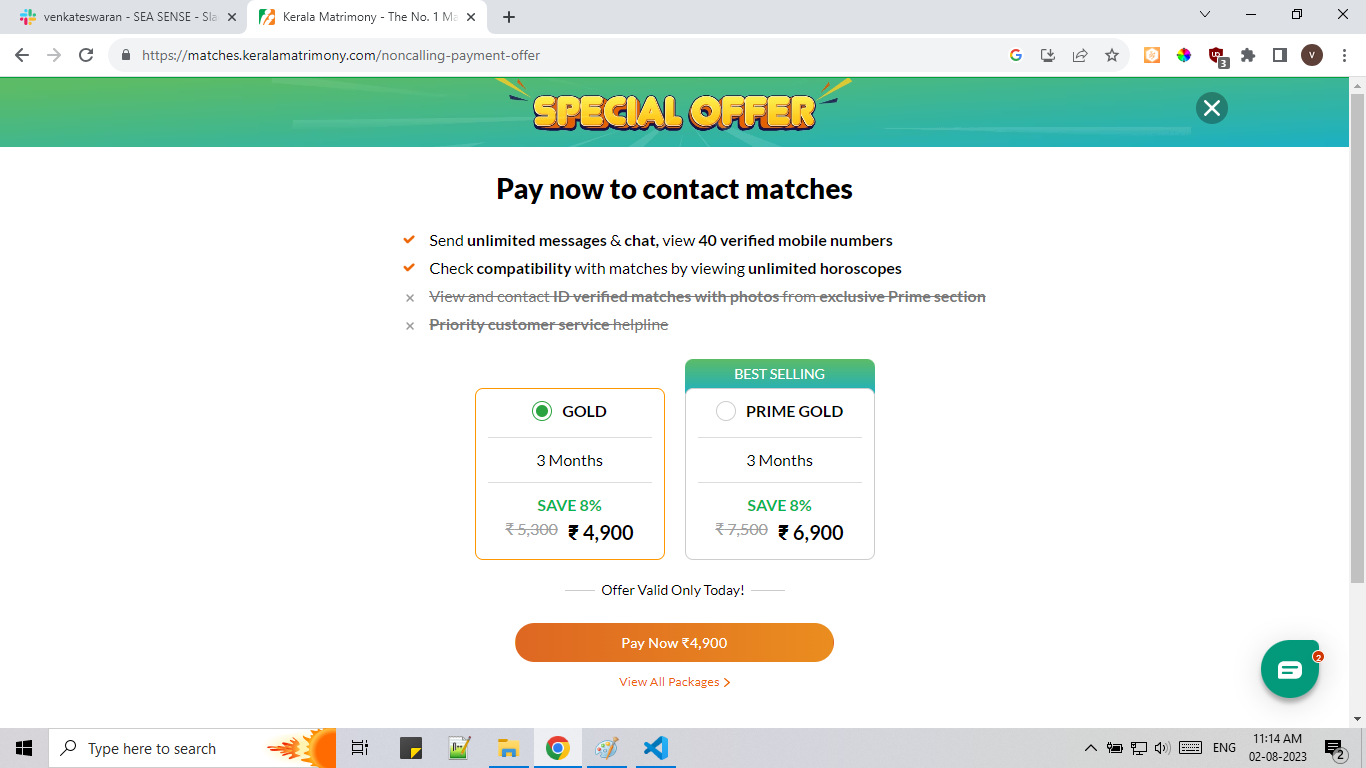 venkateswaran - SEA SENSE - Sla
Kerala Matrimony - The No. 1 Ma
https://matches.keralamatrimony.com/noncalling-payment-offer
3
V
SPECIAL OFFER
Pay now to contact matches
Send unlimited messages & chat, view 40 verified mobile numbers
Check compatibility with matches by viewing unlimited horoscopes
View and contact ID verified matches with photos from exclusive Prime section
Priority customer service helpline
BEST SELLING
GOLD
PRIME GOLD
3 Months
3 Months
SAVE 8%
SAVE 8%
₹ 5,300 ₹ 4,900
₹ 7,500 ₹ 6,900
Offer Valid Only Today!
Pay Now ₹4,900
2
View All Packages
Type here to search
ENG
11:14 AM
02-08-2023
2